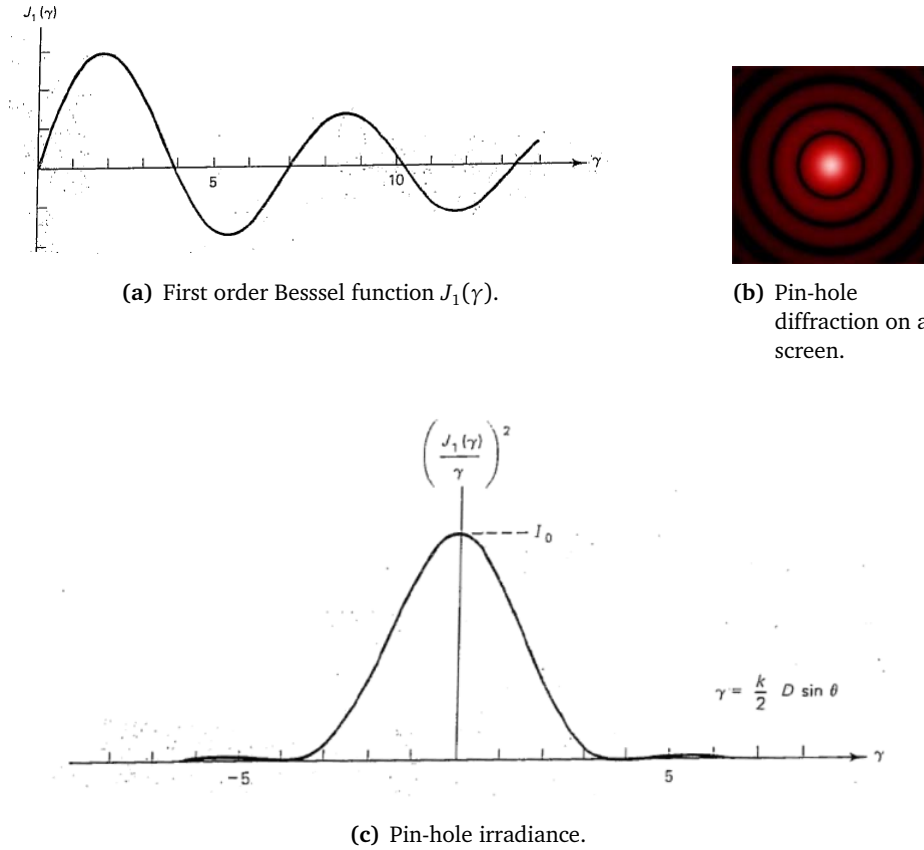 J₁(γ)
5
10
γ
(a) First order Besssel function J₁(γ).
(b) Pin-hole
diffraction on a
screen.
(J₁(γ)/γ)²
I₀
γ = k/2 D sin θ
-5
5
γ
(c) Pin-hole irradiance.